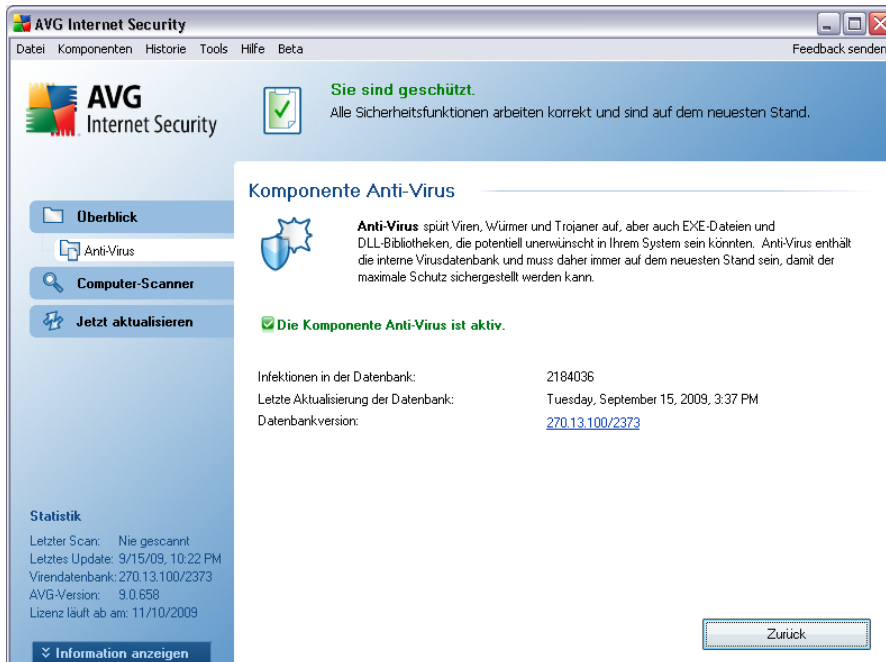 AVG Internet Security
Datei Komponenten Historie Tools Hilfe Beta Feedback senden
AVG
Internet Security
Sie sind geschützt.
Alle Sicherheitsfunktionen arbeiten korrekt und sind auf dem neuesten Stand.
Überblick
Anti-Virus
Computer-Scanner
Jetzt aktualisieren
Komponente Anti-Virus
Anti-Virus spürt Viren, Würmer und Trojaner auf, aber auch EXE-Dateien und
DLL-Bibliotheken, die potentiell unerwünscht in Ihrem System sein könnten. Anti-Virus enthält
die interne Virusdatenbank und muss daher immer auf dem neuesten Stand sein, damit der
maximale Schutz sichergestellt werden kann.
Die Komponente Anti-Virus ist aktiv.
Infektionen in der Datenbank: 2184036
Letzte Aktualisierung der Datenbank: Tuesday, September 15, 2009, 3:37 PM
Datenbankversion: 270.13.100/2373
Statistik
Letzter Scan: Nie gescannt
Letztes Update: 9/15/09, 10:22 PM
Virendatenbank: 270.13.100/2373
AVG-Version: 9.0.658
Lizenz läuft ab am: 11/10/2009
Information anzeigen
Zurück